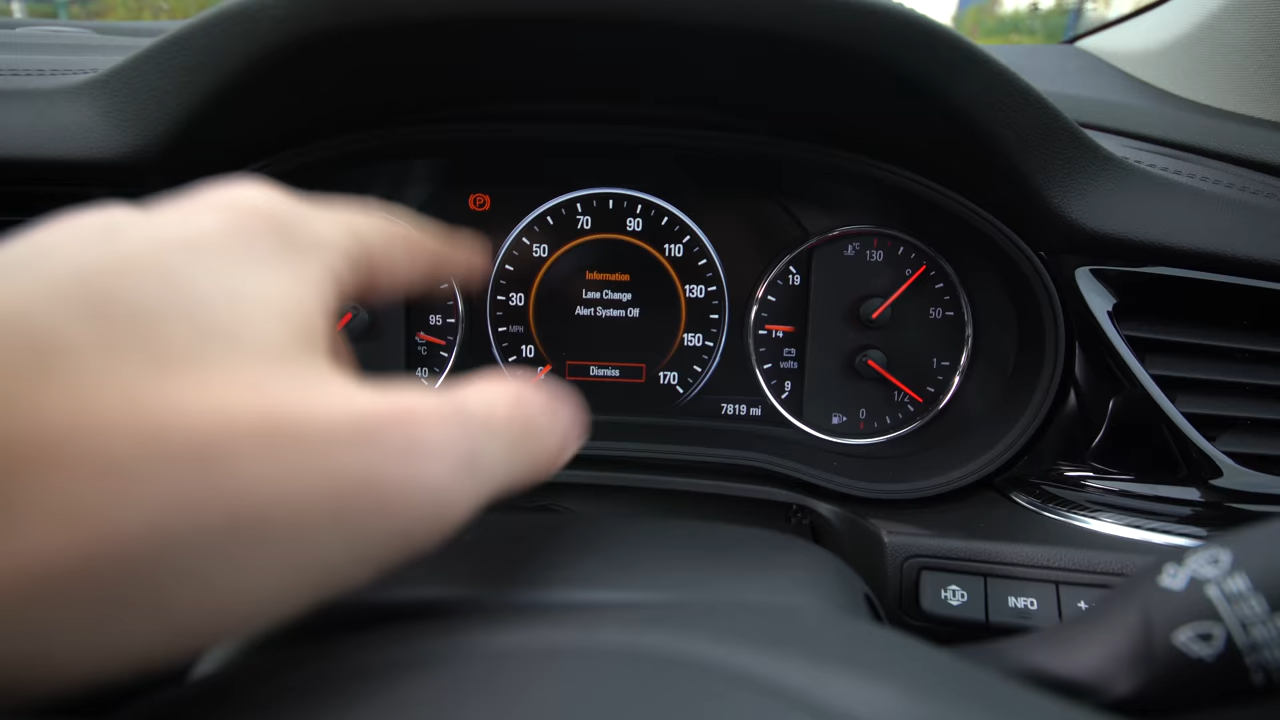 P
70
90
50
110
30
130
MPH
10
150
0
170
Information
Lane Change
Alert System Off
Dismiss
7819 mi
95
°C
40
19
14
volts
9
°C
130
50
1
1/2
0
HUD
INFO
+